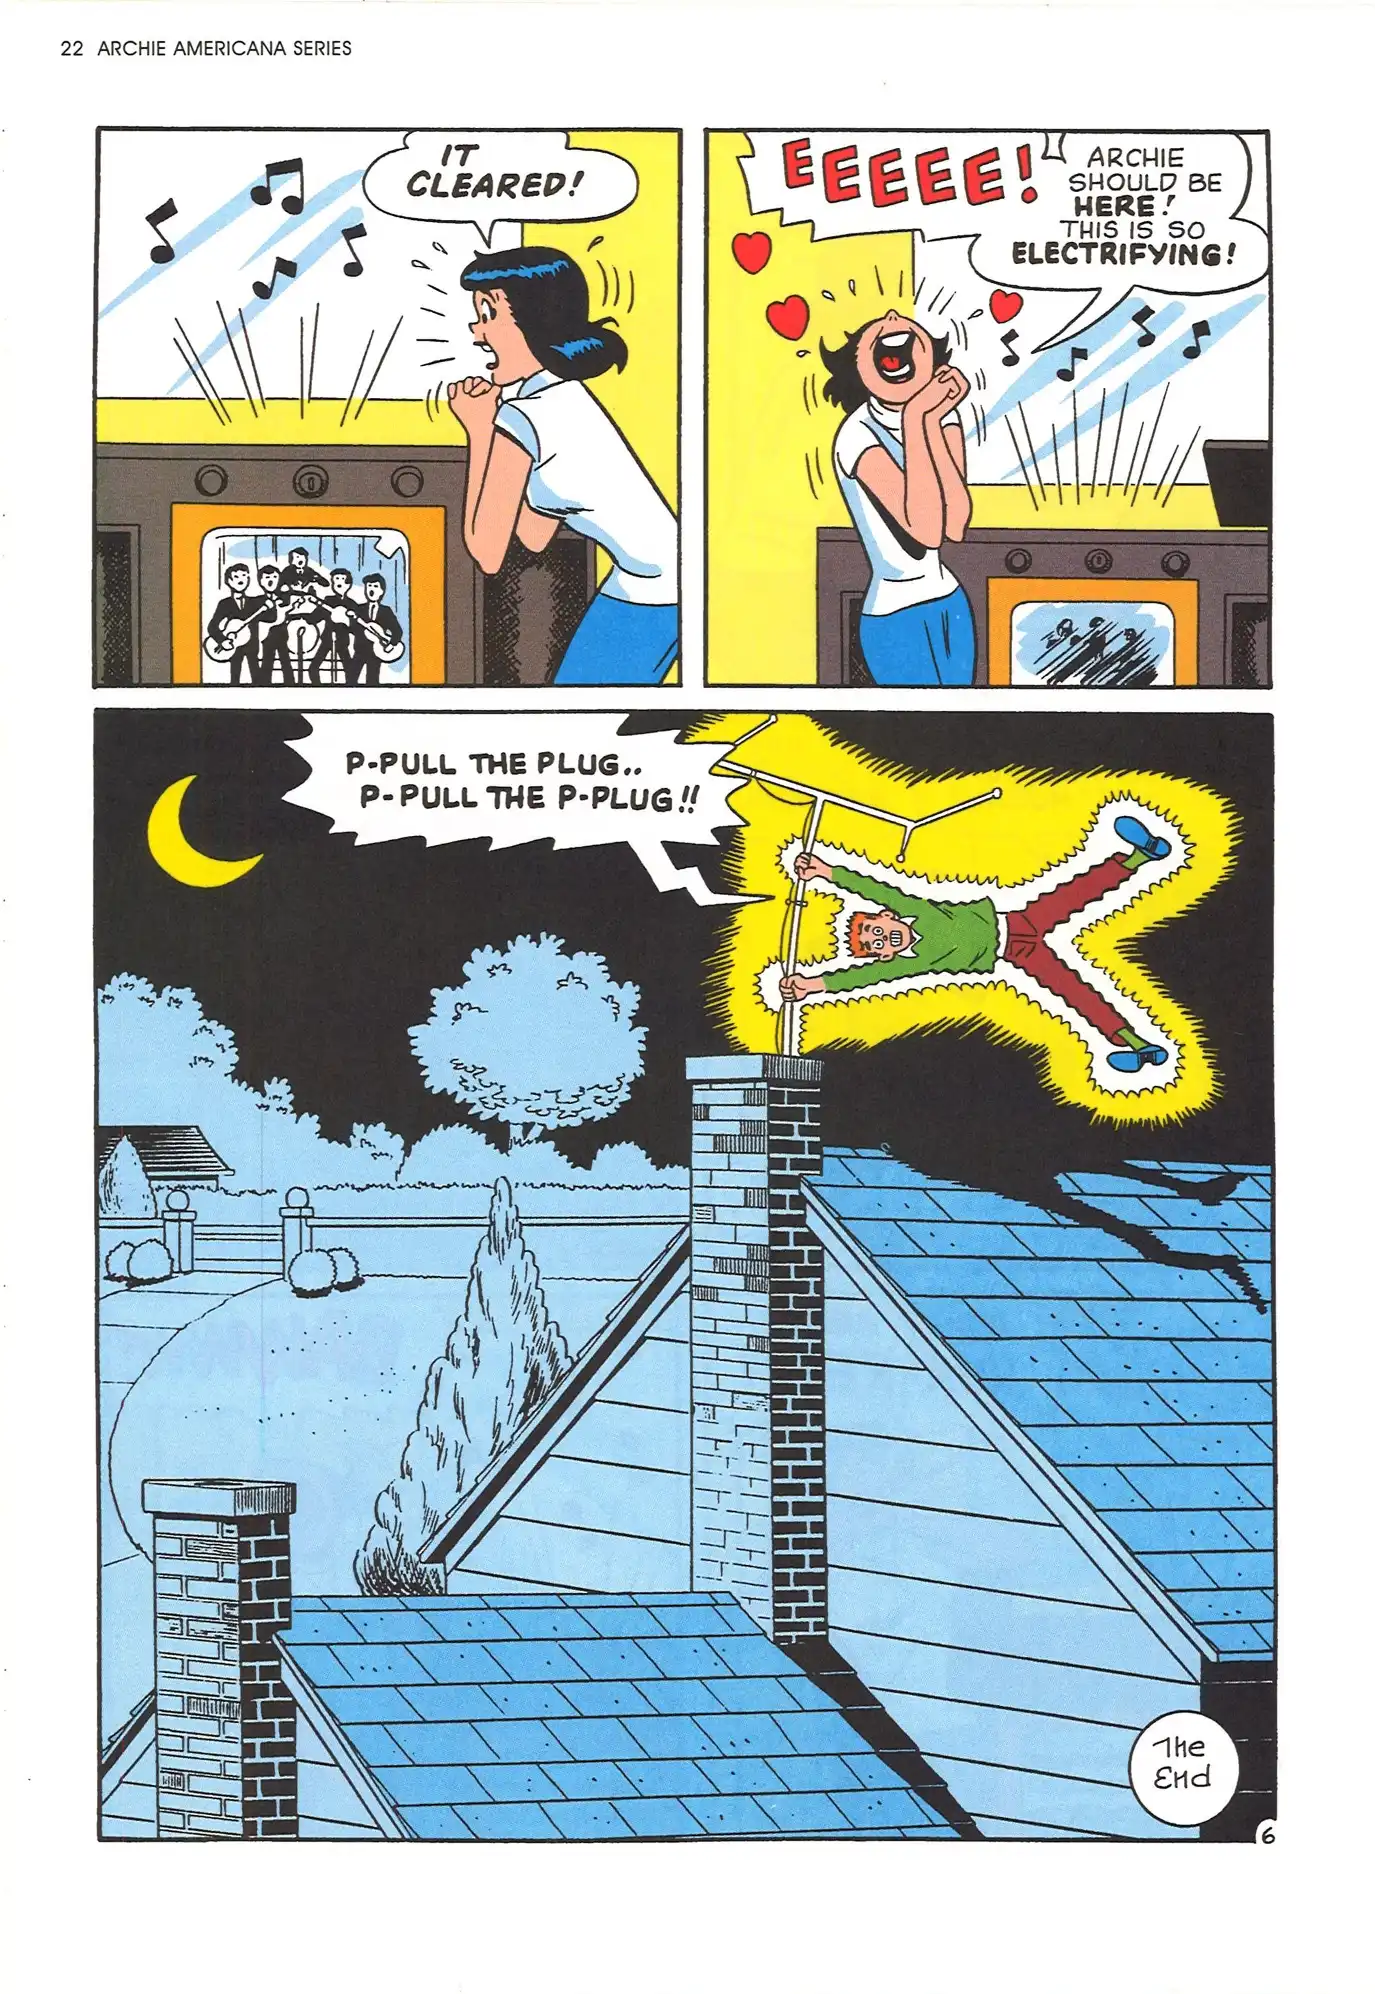 22 ARCHIE AMERICANA SERIES
IT
CLEARED!
EEEEEE!
ARCHIE
SHOULD BE
HERE!
THIS IS SO
ELECTRIFYING!
P-PULL THE PLUG..
P-PULL THE P-PLUG!!
The
End
6